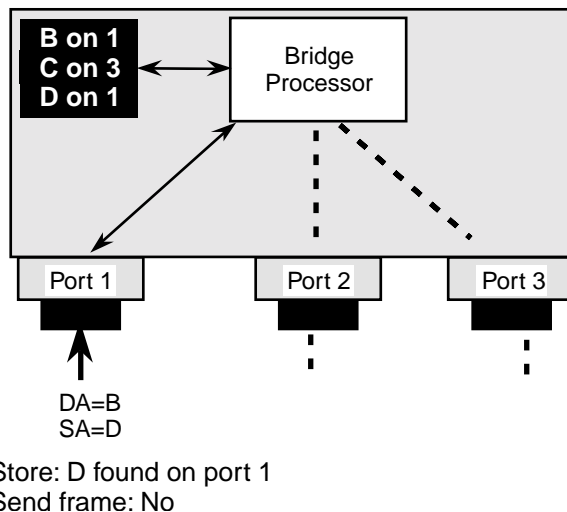 B on 1
C on 3
D on 1
Bridge
Processor
Port 1
Port 2
Port 3
DA=B
SA=D
Store: D found on port 1
Send frame: No